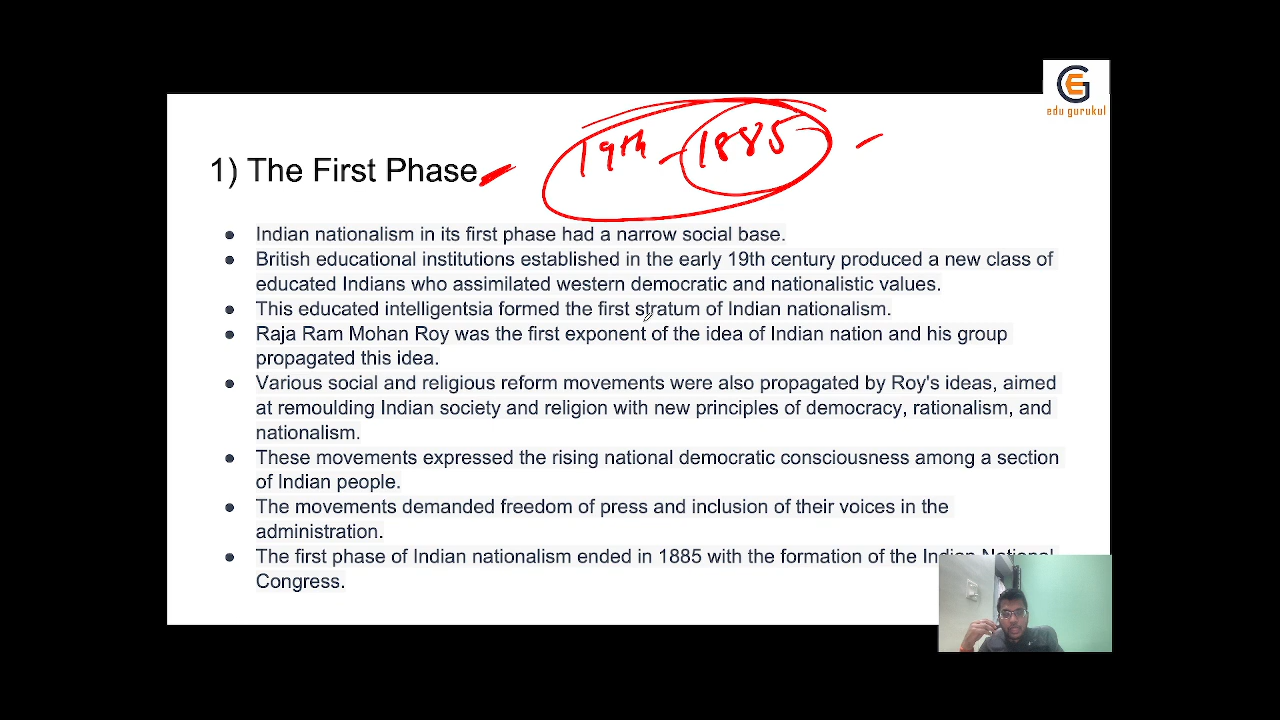 GE
edu gurukul
19th - 1885 -
1) The First Phase
● Indian nationalism in its first phase had a narrow social base.
● British educational institutions established in the early 19th century produced a new class of
educated Indians who assimilated western democratic and nationalistic values.
● This educated intelligentsia formed the first stratum of Indian nationalism.
● Raja Ram Mohan Roy was the first exponent of the idea of Indian nation and his group
propagated this idea.
● Various social and religious reform movements were also propagated by Roy's ideas, aimed
at remoulding Indian society and religion with new principles of democracy, rationalism, and
nationalism.
● These movements expressed the rising national democratic consciousness among a section
of Indian people.
● The movements demanded freedom of press and inclusion of their voices in the
administration.
● The first phase of Indian nationalism ended in 1885 with the formation of the Indian National
Congress.